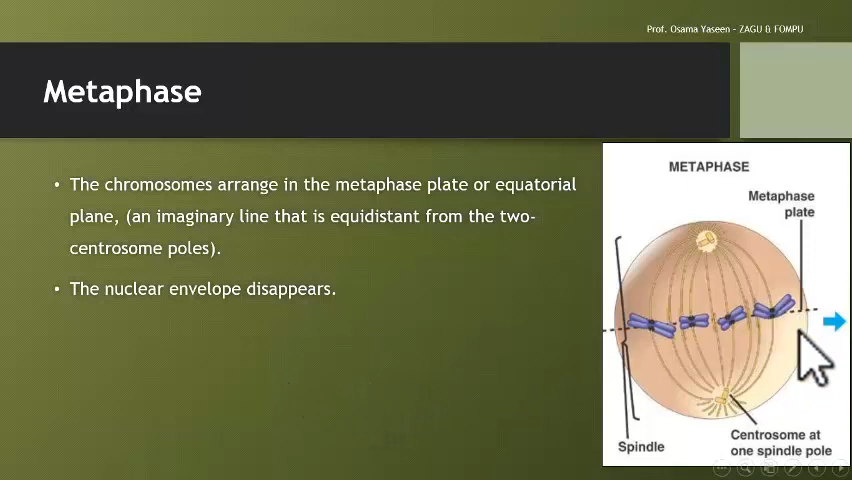 Prof. Osama Yaseen – ZAGU & FOMPU
Metaphase
• The chromosomes arrange in the metaphase plate or equatorial
plane, (an imaginary line that is equidistant from the two-
centrosome poles).
• The nuclear envelope disappears.
METAPHASE
Metaphase
plate
Spindle
Centrosome at
one spindle pole